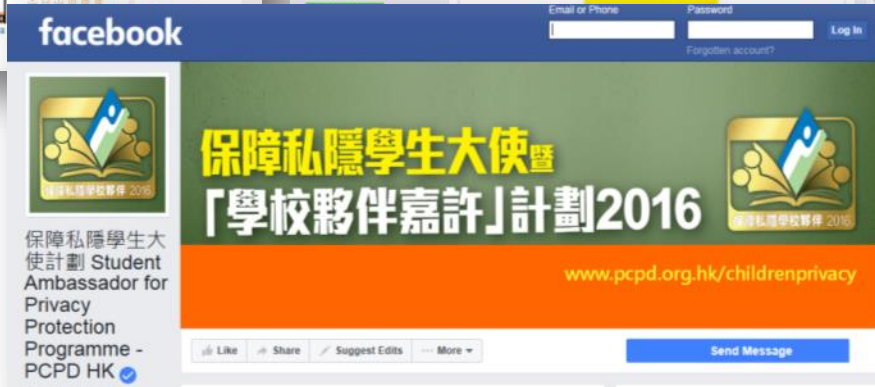 Email or Phone
Password
facebook
Log In
Forgotten account?
保障私隱學生大使暨
「學校夥伴嘉許」計劃2016
保障私隱學校夥伴 2016
保障私隱學校夥伴 2016
www.pcpd.org.hk/childrenprivacy
保障私隱學生大
使計劃 Student
Ambassador for
Privacy
Protection
Programme -
PCPD HK
Like
Share
Suggest Edits
More
Send Message